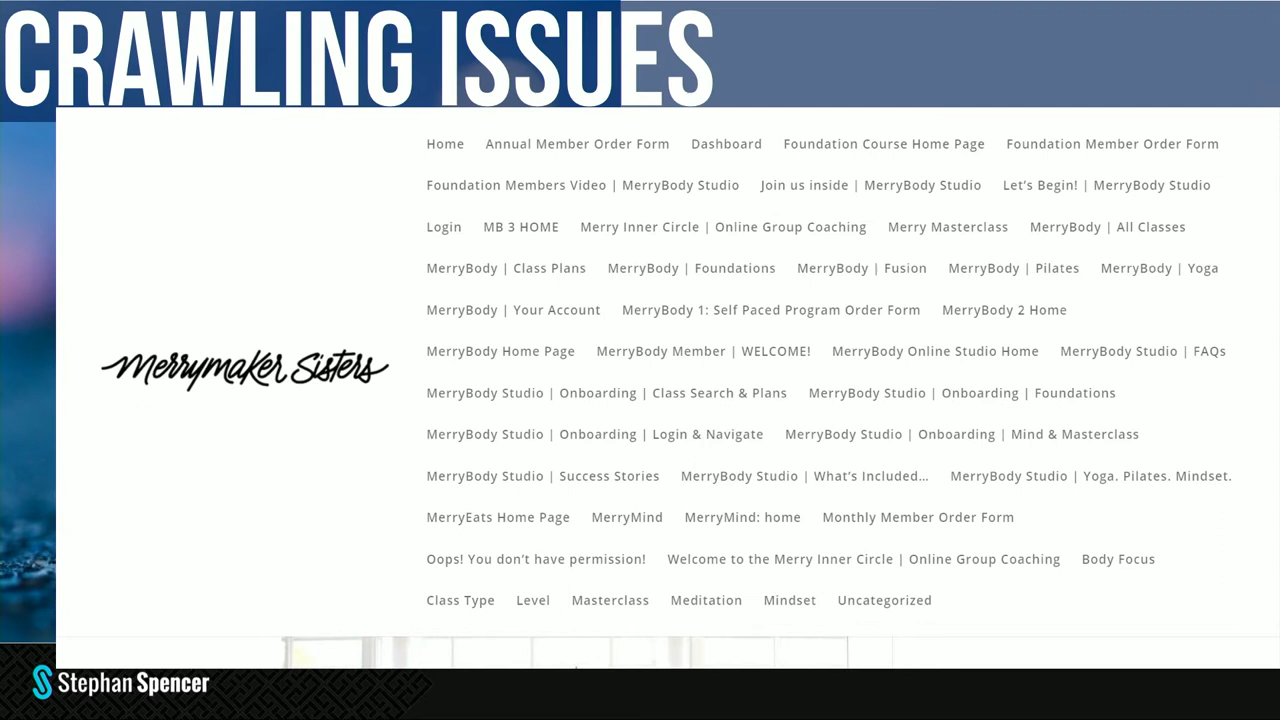 CRAWLING ISSUES
Home Annual Member Order Form Dashboard Foundation Course Home Page Foundation Member Order Form
Foundation Members Video | MerryBody Studio Join us inside | MerryBody Studio Let's Begin! | MerryBody Studio
Login MB 3 HOME Merry Inner Circle | Online Group Coaching Merry Masterclass MerryBody | All Classes
MerryBody | Class Plans MerryBody | Foundations MerryBody | Fusion MerryBody | Pilates MerryBody | Yoga
MerryBody | Your Account MerryBody 1: Self Paced Program Order Form MerryBody 2 Home
MerryBody Home Page MerryBody Member | WELCOME! MerryBody Online Studio Home MerryBody Studio | FAQs
Merrymaker Sisters
MerryBody Studio | Onboarding | Class Search & Plans MerryBody Studio | Onboarding | Foundations
MerryBody Studio | Onboarding | Login & Navigate MerryBody Studio | Onboarding | Mind & Masterclass
MerryBody Studio | Success Stories MerryBody Studio | What's Included… MerryBody Studio | Yoga. Pilates. Mindset.
MerryEats Home Page MerryMind MerryMind: home Monthly Member Order Form
Oops! You don't have permission! Welcome to the Merry Inner Circle | Online Group Coaching Body Focus
Class Type Level Masterclass Meditation Mindset Uncategorized
Stephan Spencer